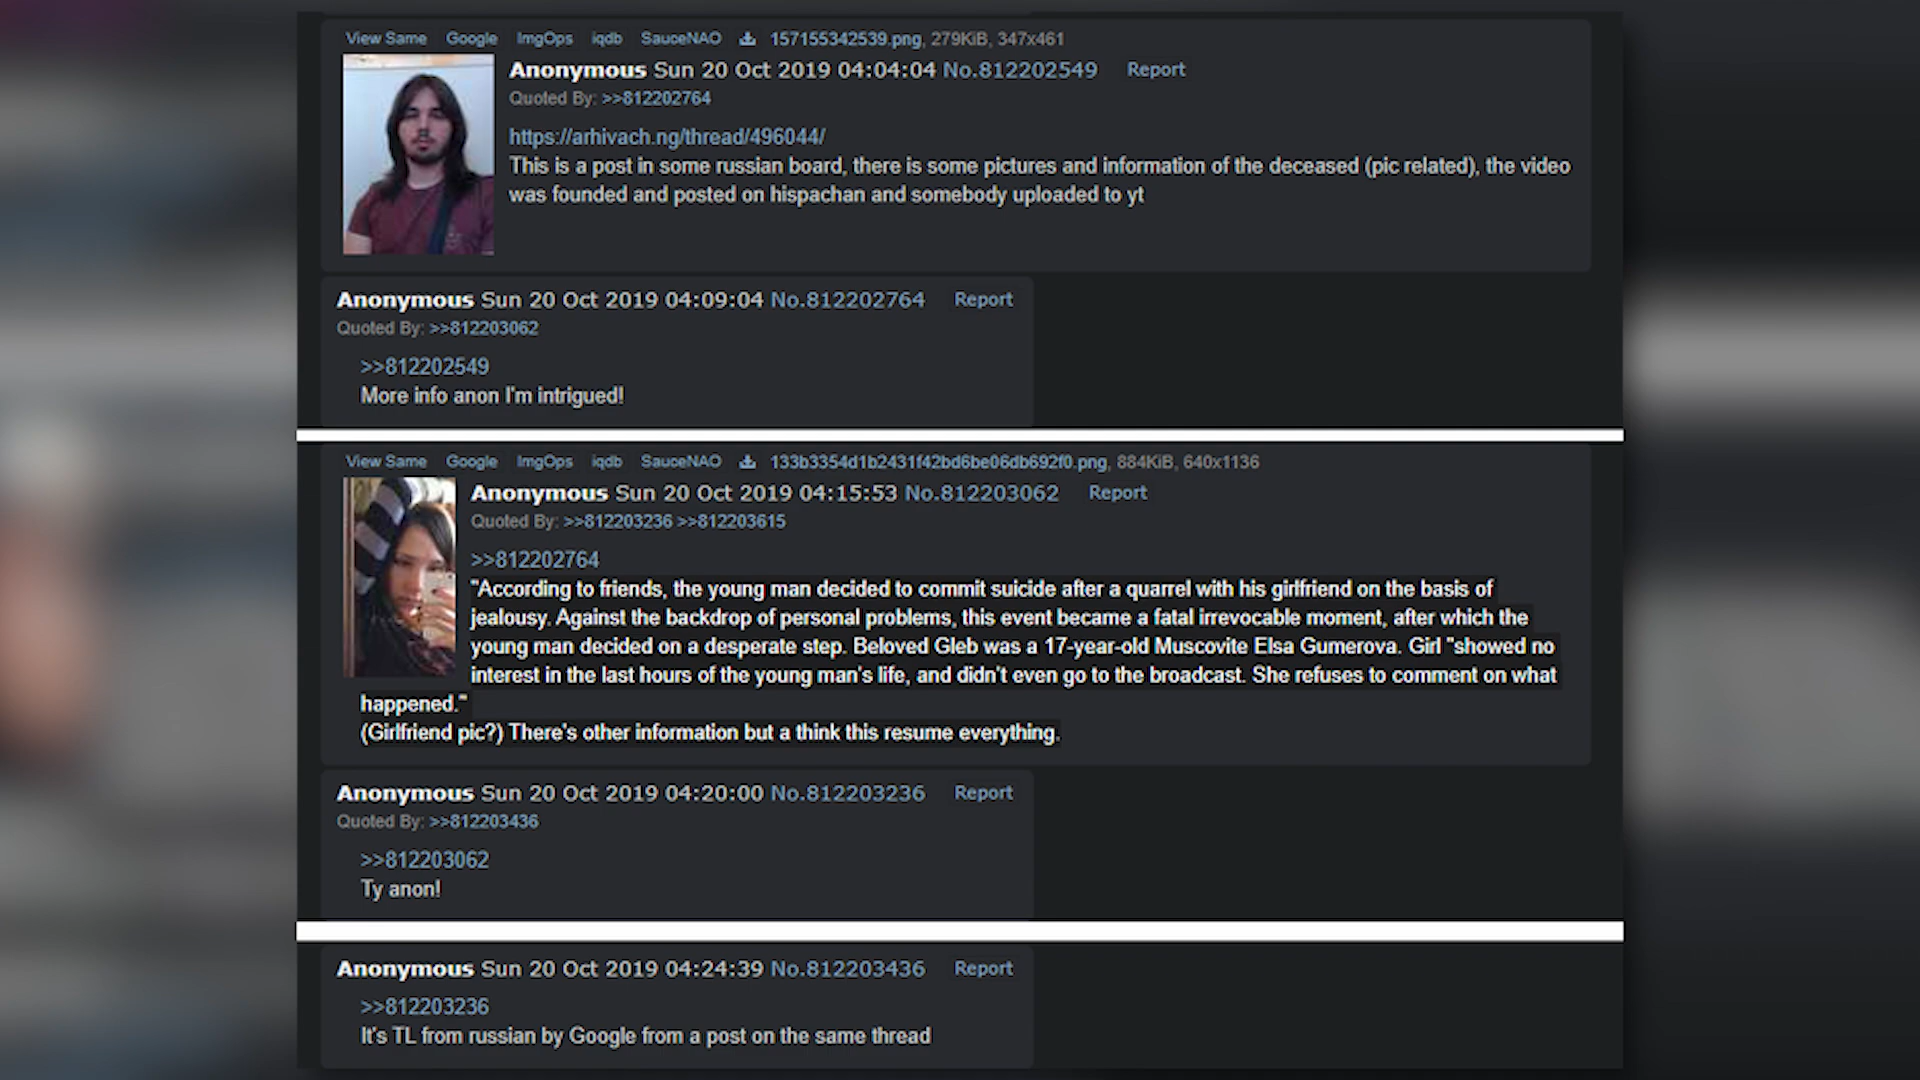 View Same Google ImgOps iqdb SauceNAO 157155342539.png, 279KiB, 347x461
Anonymous Sun 20 Oct 2019 04:04:04 No.812202549 Report
Quoted By: >>812202764
https://arhivach.ng/thread/496044/
This is a post in some russian board, there is some pictures and information of the deceased (pic related), the video
was founded and posted on hispachan and somebody uploaded to yt
Anonymous Sun 20 Oct 2019 04:09:04 No.812202764 Report
Quoted By: >>812203062
>>812202549
More info anon I'm intrigued!
View Same Google ImgOps iqdb SauceNAO 133b3354d1b2431f42bd6be06db692f0.png, 884KiB, 640x1136
Anonymous Sun 20 Oct 2019 04:15:53 No.812203062 Report
Quoted By: >>812203236 >>812203615
>>812202764
"According to friends, the young man decided to commit suicide after a quarrel with his girlfriend on the basis of
jealousy. Against the backdrop of personal problems, this event became a fatal irrevocable moment, after which the
young man decided on a desperate step. Beloved Gleb was a 17-year-old Muscovite Elsa Gumerova. Girl "showed no
interest in the last hours of the young man's life, and didn't even go to the broadcast. She refuses to comment on what
happened."
(Girlfriend pic?) There's other information but a think this resume everything.
Anonymous Sun 20 Oct 2019 04:20:00 No.812203236 Report
Quoted By: >>812203436
>>812203062
Ty anon!
Anonymous Sun 20 Oct 2019 04:24:39 No.812203436 Report
>>812203236
It's TL from russian by Google from a post on the same thread